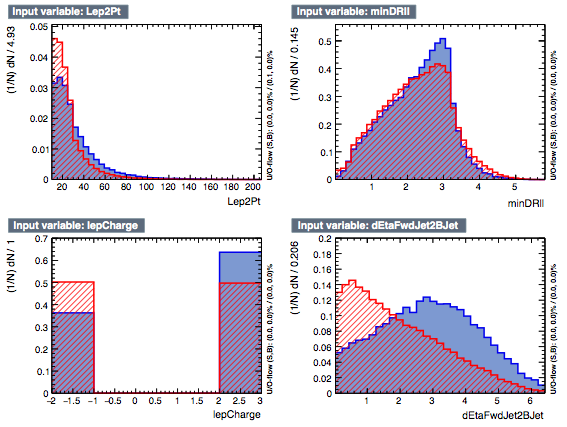 Input variable: Lep2Pt
(1/N) dN / 4.93
0.05
0.04
0.03
0.02
0.01
0
20 40 60 80 100 120 140 160 180 200
Lep2Pt
U/O-flow (S,B): (0.0, 0.0)% / (0.1, 0.0)%
Input variable: minDRll
(1/N) dN / 0.145
0.5
0.4
0.3
0.2
0.1
0
1 2 3 4 5
minDRll
U/O-flow (S,B): (0.0, 0.0)% / (0.0, 0.0)%
Input variable: lepCharge
(1/N) dN / 1
0.7
0.6
0.5
0.4
0.3
0.2
0.1
0
−2 −1.5 −1 −0.5 0 0.5 1 1.5 2 2.5 3
lepCharge
U/O-flow (S,B): (0.0, 0.0)% / (0.0, 0.0)%
Input variable: dEtaFwdJet2BJet
(1/N) dN / 0.206
0.2
0.18
0.16
0.14
0.12
0.1
0.08
0.06
0.04
0.02
0
1 2 3 4 5 6
dEtaFwdJet2BJet
U/O-flow (S,B): (0.0, 0.0)% / (0.0, 0.0)%